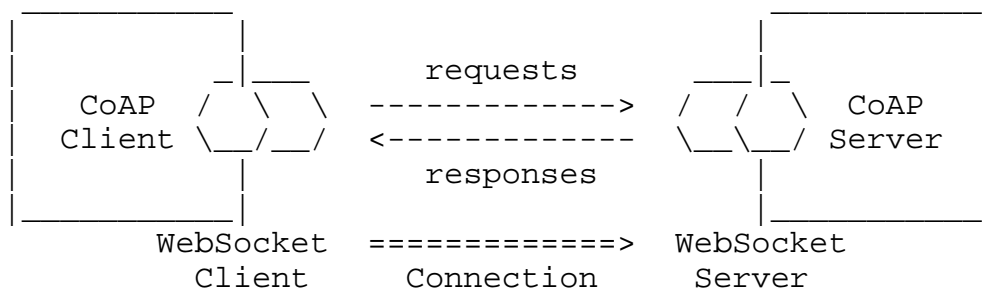 requests
CoAP -------------> CoAP
Client <------------- Server
responses
WebSocket =============> WebSocket
Client Connection Server